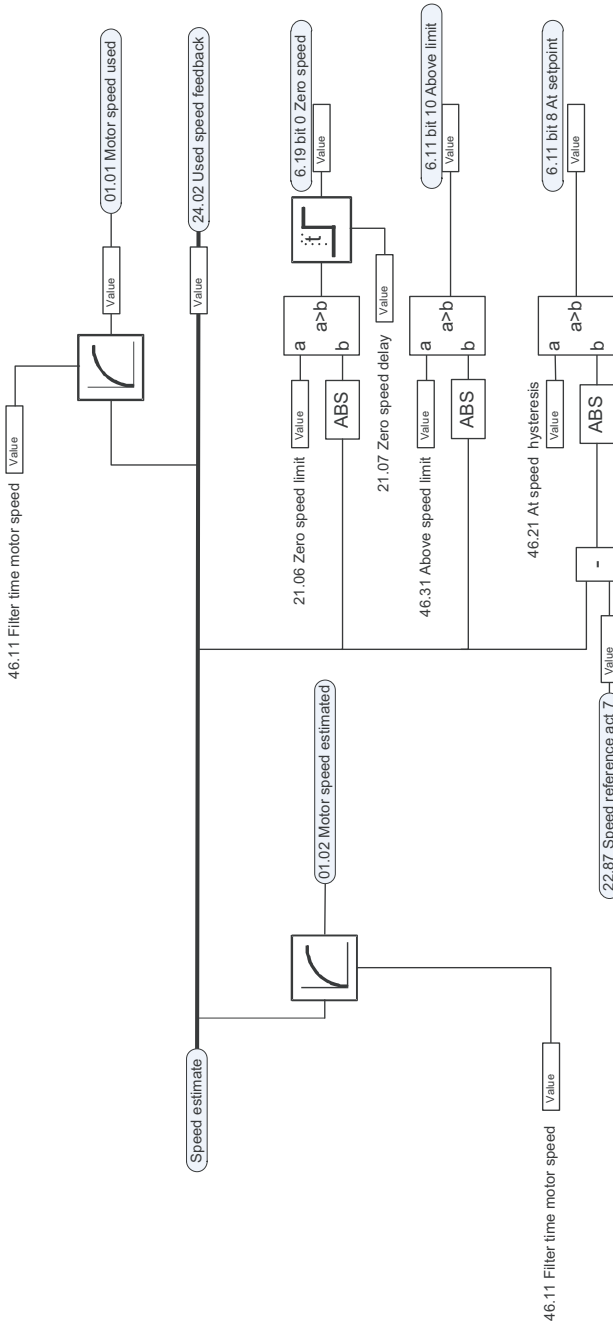 46.11 Filter time motor speed
Value
Value
01.01 Motor speed used
Speed estimate
Value
24.02 Used speed feedback
46.11 Filter time motor speed
Value
01.02 Motor speed estimated
21.06 Zero speed limit
Value
a
a>b
b
ABS
t
Value
6.19 bit 0 Zero speed
21.07 Zero speed delay
Value
46.31 Above speed limit
Value
a
a>b
b
ABS
Value
6.11 bit 10 Above limit
46.21 At speed hysteresis
Value
a
a>b
b
ABS
-
Value
6.11 bit 8 At setpoint
22.87 Speed reference act 7
Value